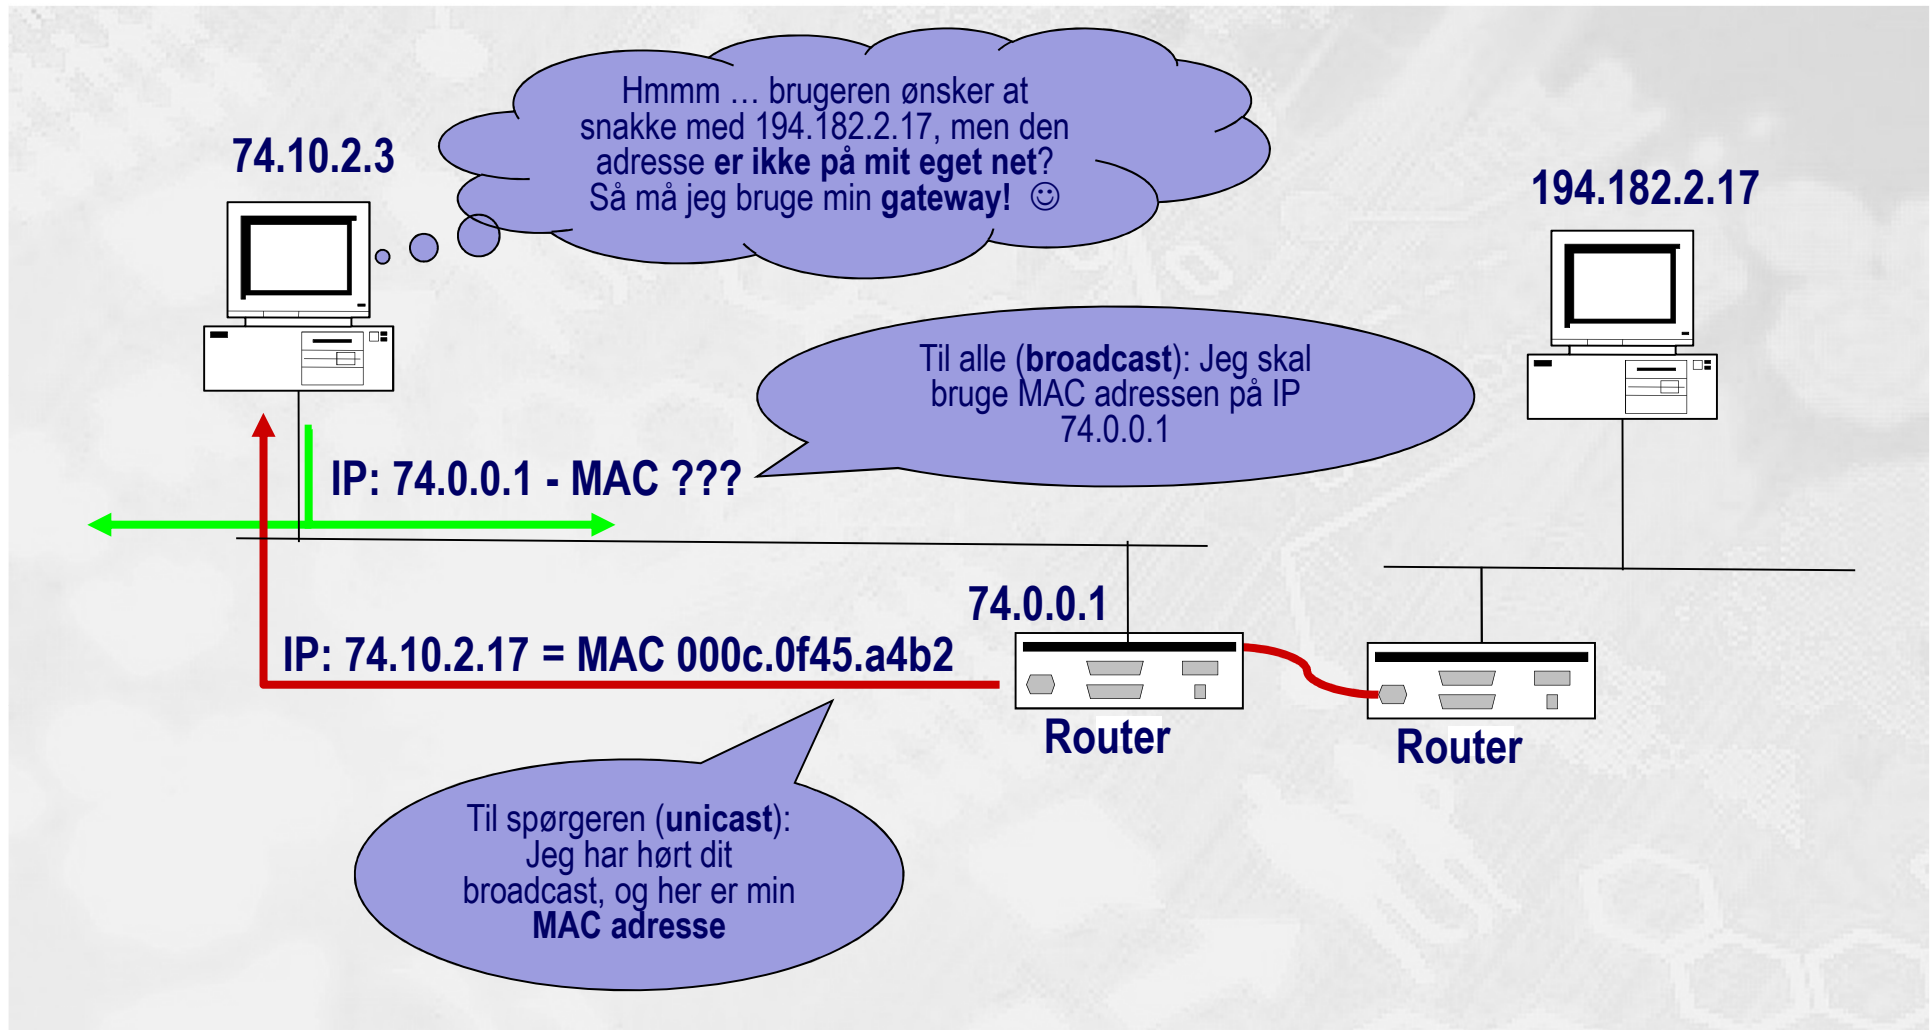 Hmmm … brugeren ønsker at
snakke med 194.182.2.17, men den
adresse er ikke på mit eget net?
Så må jeg bruge min gateway! ☺
74.10.2.3
194.182.2.17
Til alle (broadcast): Jeg skal
bruge MAC adressen på IP
74.0.0.1
IP: 74.0.0.1 - MAC ???
74.0.0.1
IP: 74.10.2.17 = MAC 000c.0f45.a4b2
Router
Router
Til spørgeren (unicast):
Jeg har hørt dit
broadcast, og her er min
MAC adresse